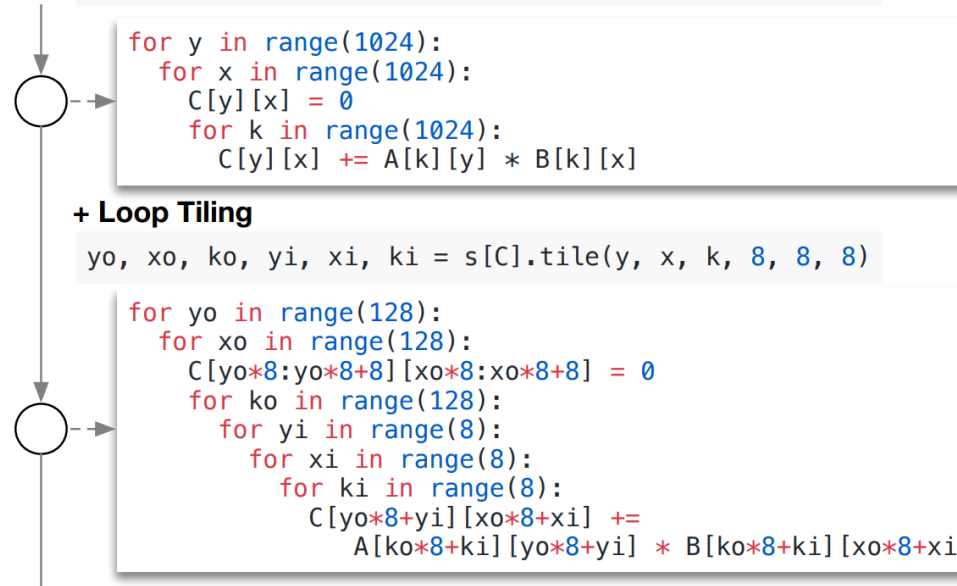 for y in range(1024):
  for x in range(1024):
    C[y][x] = 0
    for k in range(1024):
      C[y][x] += A[k][y] * B[k][x]
+ Loop Tiling
yo, xo, ko, yi, xi, ki = s[C].tile(y, x, k, 8, 8, 8)
for yo in range(128):
  for xo in range(128):
    C[yo*8:yo*8+8][xo*8:xo*8+8] = 0
    for ko in range(128):
      for yi in range(8):
        for xi in range(8):
          for ki in range(8):
            C[yo*8+yi][xo*8+xi] +=
               A[ko*8+ki][yo*8+yi] * B[ko*8+ki][xo*8+xi